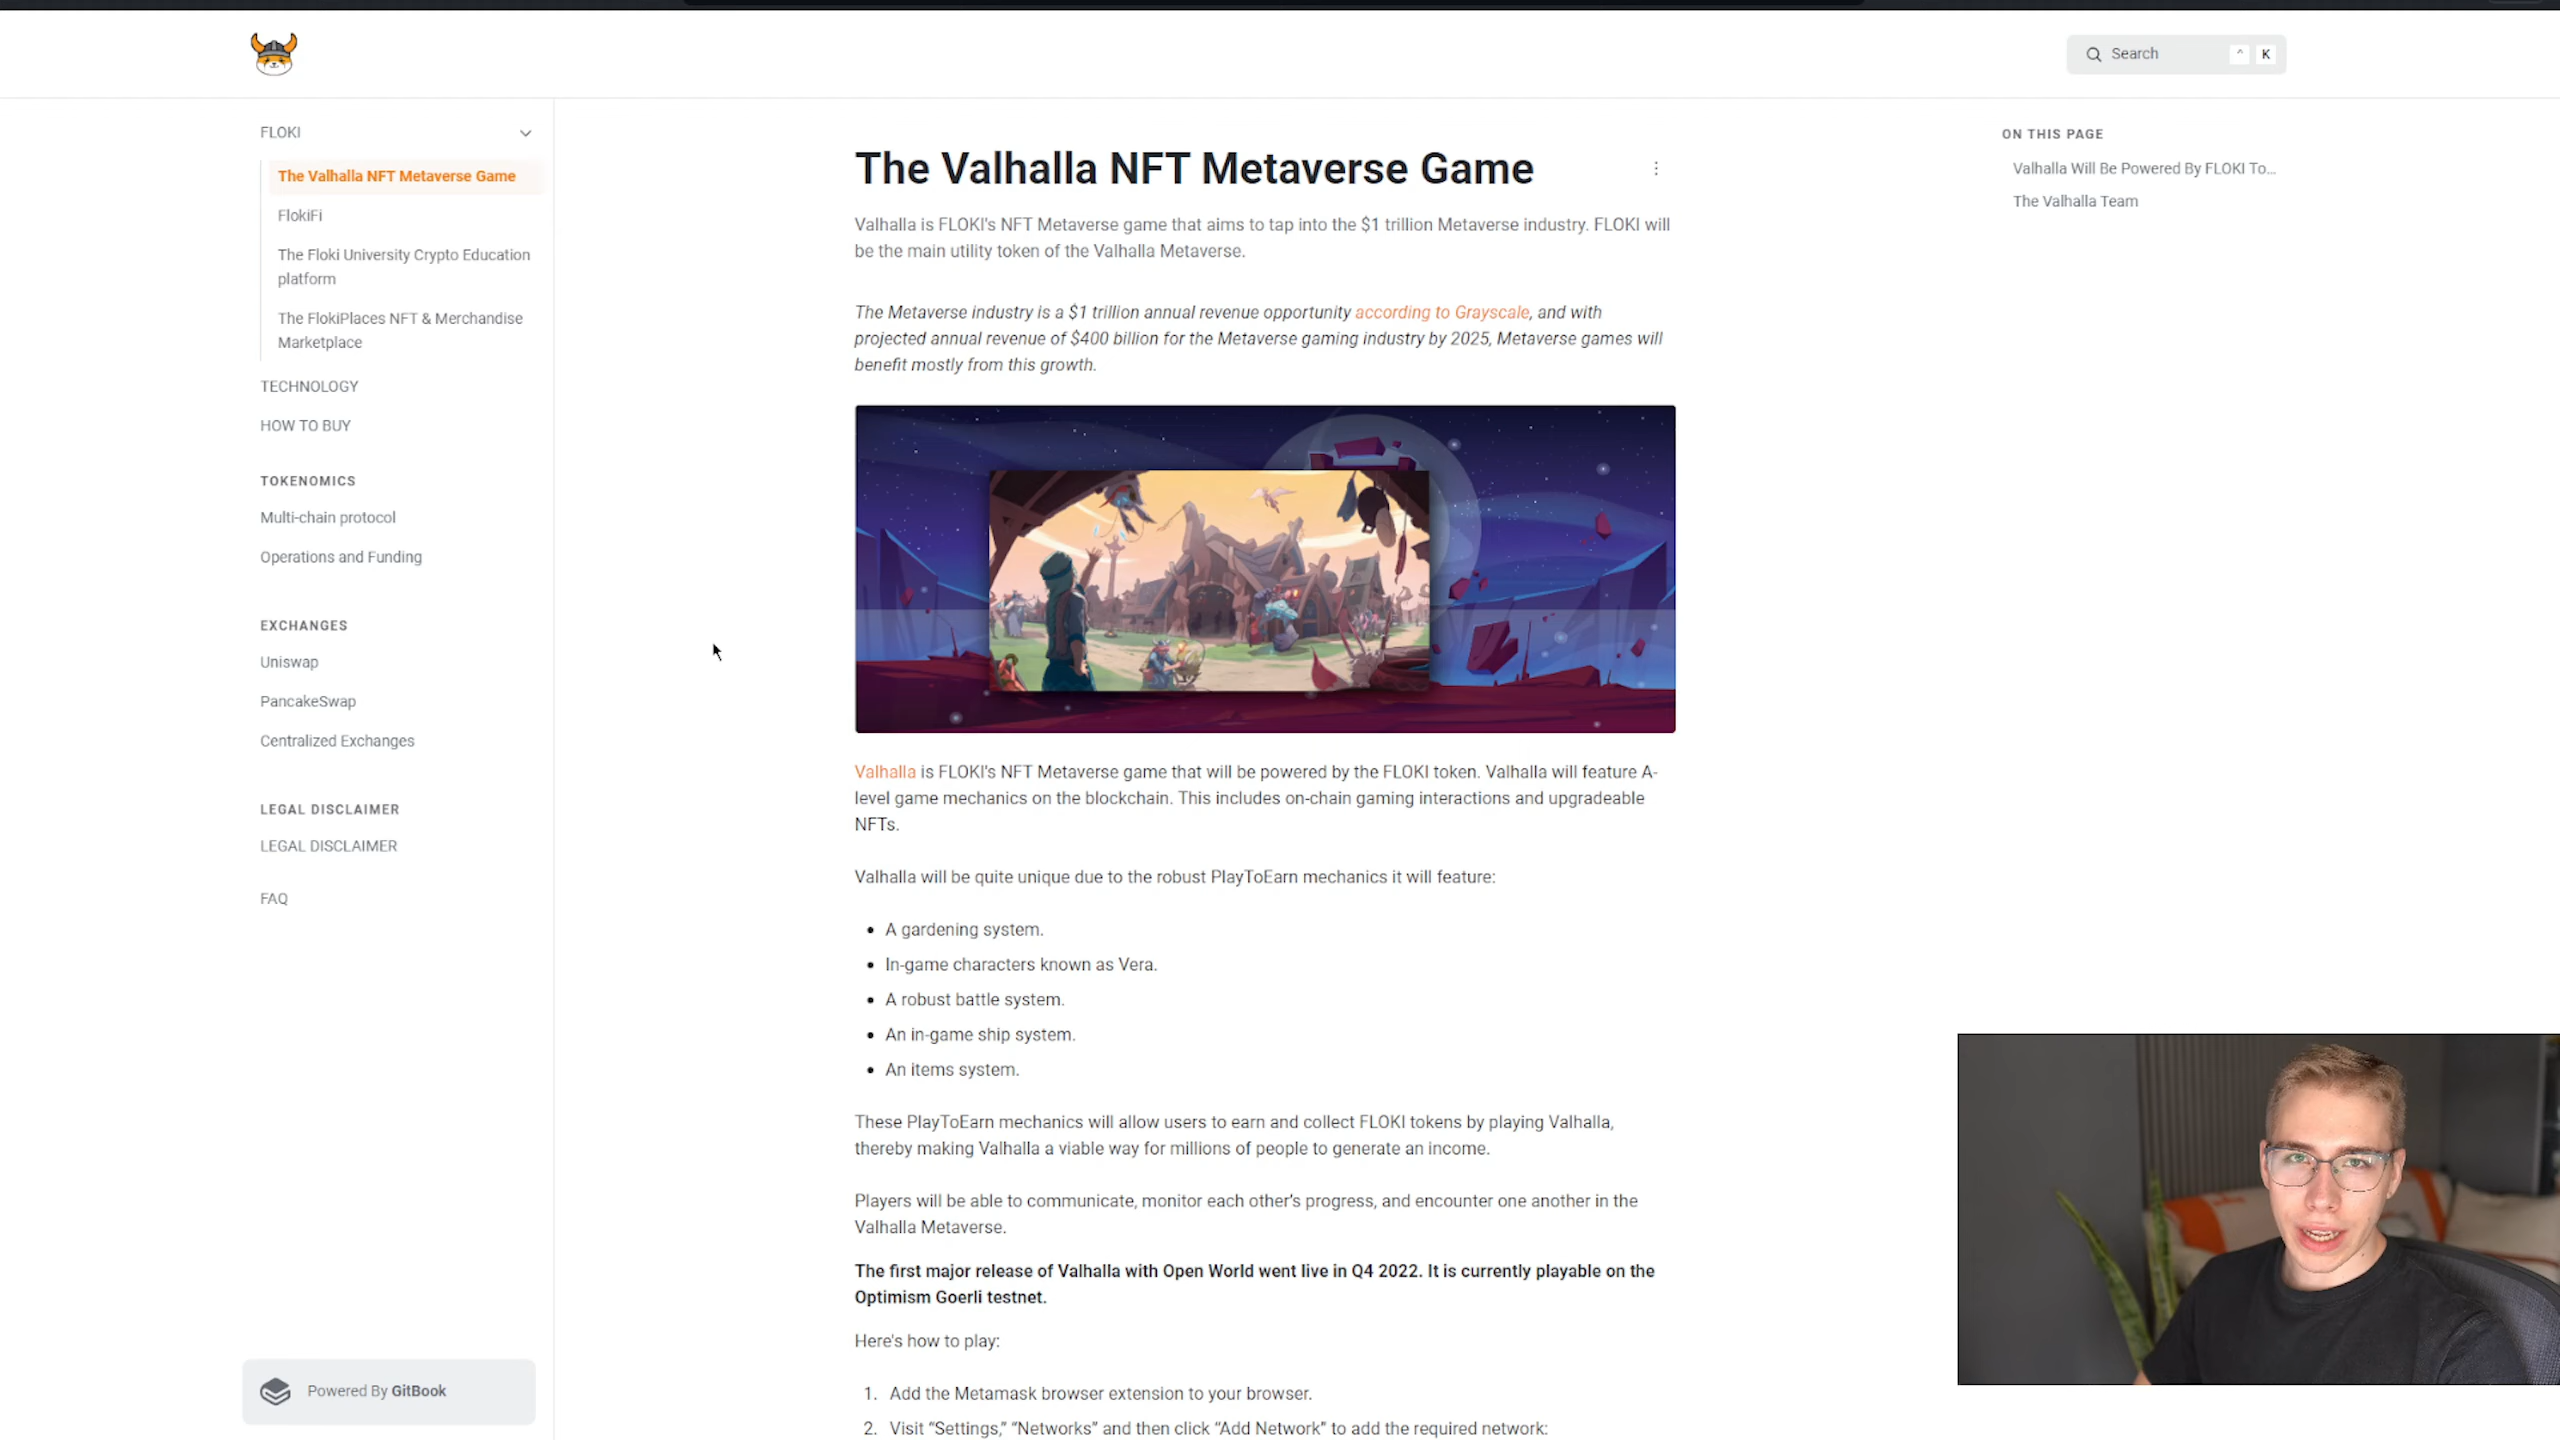 Search ^ K
FLOKI
The Valhalla NFT Metaverse Game
FlokiFi
The Floki University Crypto Education
platform
The FlokiPlaces NFT & Merchandise
Marketplace
TECHNOLOGY
HOW TO BUY
TOKENOMICS
Multi-chain protocol
Operations and Funding
EXCHANGES
Uniswap
PancakeSwap
Centralized Exchanges
LEGAL DISCLAIMER
LEGAL DISCLAIMER
FAQ
Powered By GitBook
The Valhalla NFT Metaverse Game
Valhalla is FLOKI's NFT Metaverse game that aims to tap into the $1 trillion Metaverse industry. FLOKI will
be the main utility token of the Valhalla Metaverse.
The Metaverse industry is a $1 trillion annual revenue opportunity according to Grayscale, and with
projected annual revenue of $400 billion for the Metaverse gaming industry by 2025, Metaverse games will
benefit mostly from this growth.
Valhalla is FLOKI's NFT Metaverse game that will be powered by the FLOKI token. Valhalla will feature A-
level game mechanics on the blockchain. This includes on-chain gaming interactions and upgradeable
NFTs.
Valhalla will be quite unique due to the robust PlayToEarn mechanics it will feature:
• A gardening system.
• In-game characters known as Vera.
• A robust battle system.
• An in-game ship system.
• An items system.
These PlayToEarn mechanics will allow users to earn and collect FLOKI tokens by playing Valhalla,
thereby making Valhalla a viable way for millions of people to generate an income.
Players will be able to communicate, monitor each other's progress, and encounter one another in the
Valhalla Metaverse.
The first major release of Valhalla with Open World went live in Q4 2022. It is currently playable on the
Optimism Goerli testnet.
Here's how to play:
1. Add the Metamask browser extension to your browser.
2. Visit “Settings,” “Networks” and then click “Add Network” to add the required network:
ON THIS PAGE
Valhalla Will Be Powered By FLOKI To...
The Valhalla Team